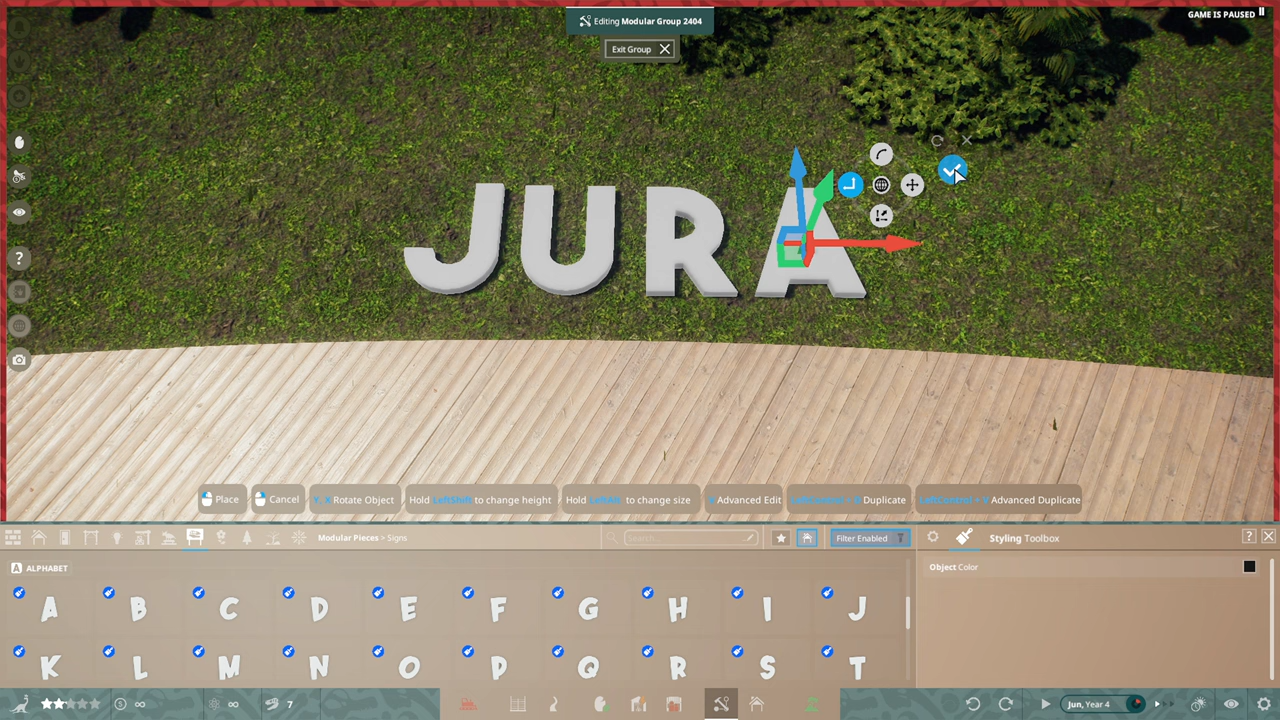 Editing Modular Group 2404
GAME IS PAUSED
Exit Group
JURA
Place
Cancel
Rotate Object
Hold LeftShift to change height
Hold to change size
Advanced Edit
Duplicate
Advanced Duplicate
Modular Pieces > Signs
Search...
Filter Enabled
Styling Toolbox
?
A ALPHABET
Object Color
A B C D E F G H I J
K L M N O P Q R S T
$ ∞
∞
7
Jun, Year 4